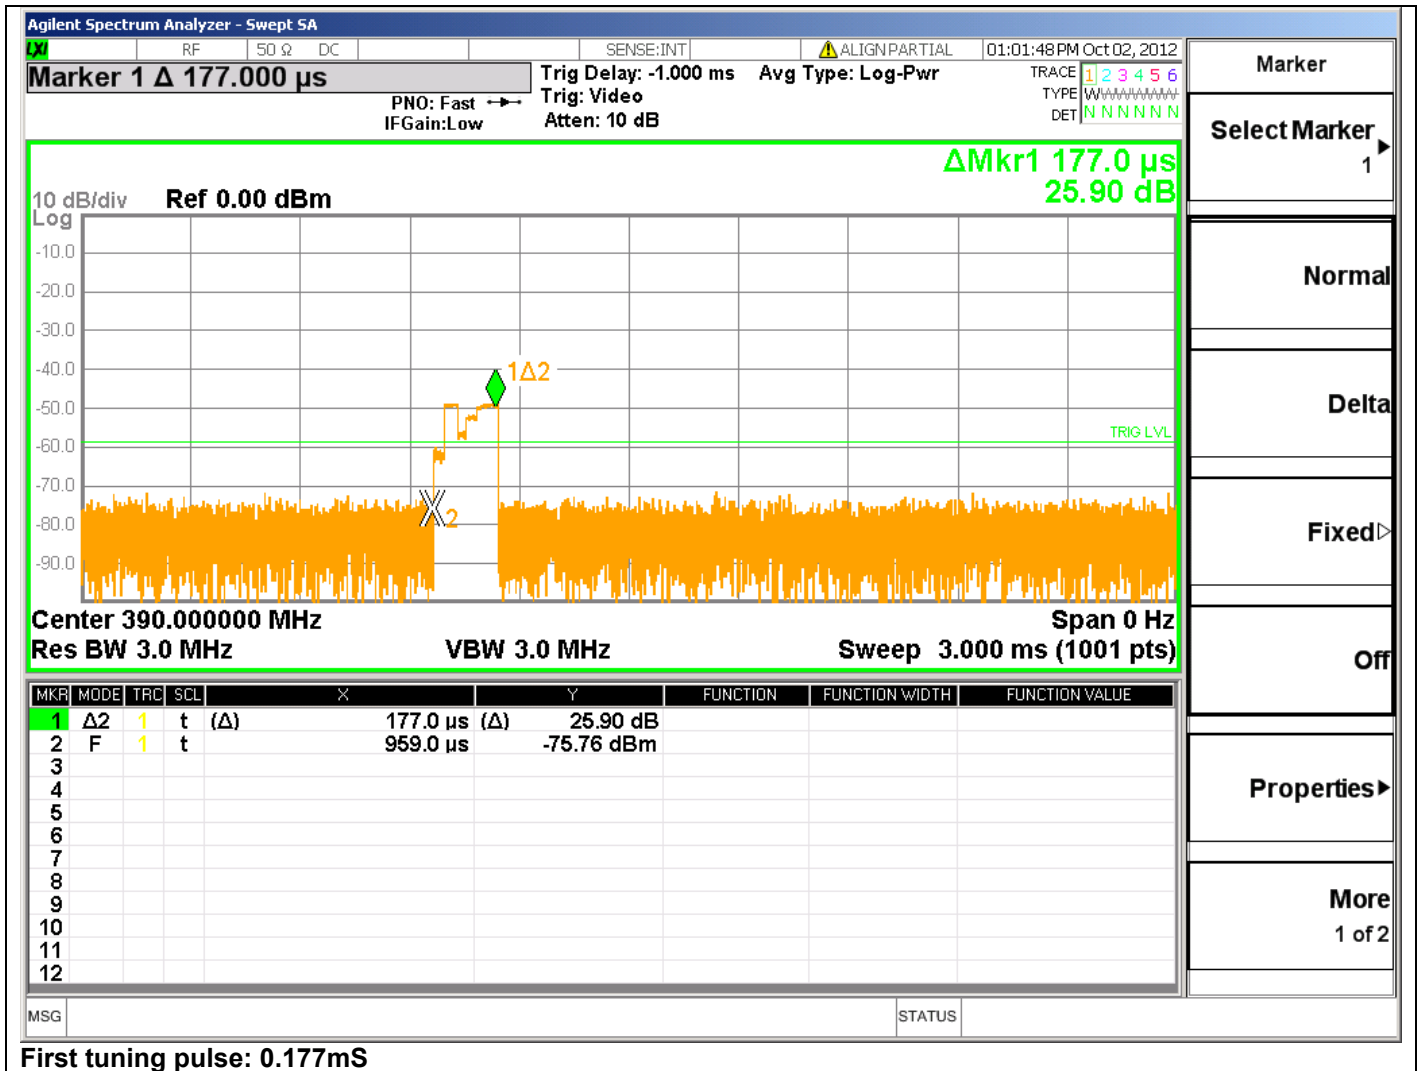 Agilent Spectrum Analyzer - Swept SA
LXI RF 50 Ω DC SENSE:INT ALIGN PARTIAL 01:01:48 PM Oct 02, 2012
Marker 1 Δ 177.000 µs
PNO: Fast
IFGain:Low
Trig Delay: -1.000 ms
Trig: Video
Atten: 10 dB
Avg Type: Log-Pwr
TRACE 1 2 3 4 5 6
TYPE WWWWWW
DET N N N N N N
ΔMkr1 177.0 µs
25.90 dB
10 dB/div Ref 0.00 dBm
Log
-10.0
-20.0
-30.0
-40.0
-50.0
-60.0
-70.0
-80.0
-90.0
1Δ2
TRIG LVL
X2
Center 390.000000 MHz Span 0 Hz
Res BW 3.0 MHz VBW 3.0 MHz Sweep 3.000 ms (1001 pts)
MKR MODE TRC SCL X Y FUNCTION FUNCTION WIDTH FUNCTION VALUE
1 Δ2 1 t (Δ) 177.0 µs (Δ) 25.90 dB
2 F 1 t 959.0 µs -75.76 dBm
3
4
5
6
7
8
9
10
11
12
MSG STATUS
Marker
Select Marker
1
Normal
Delta
Fixed
Off
Properties
More
1 of 2
First tuning pulse: 0.177mS